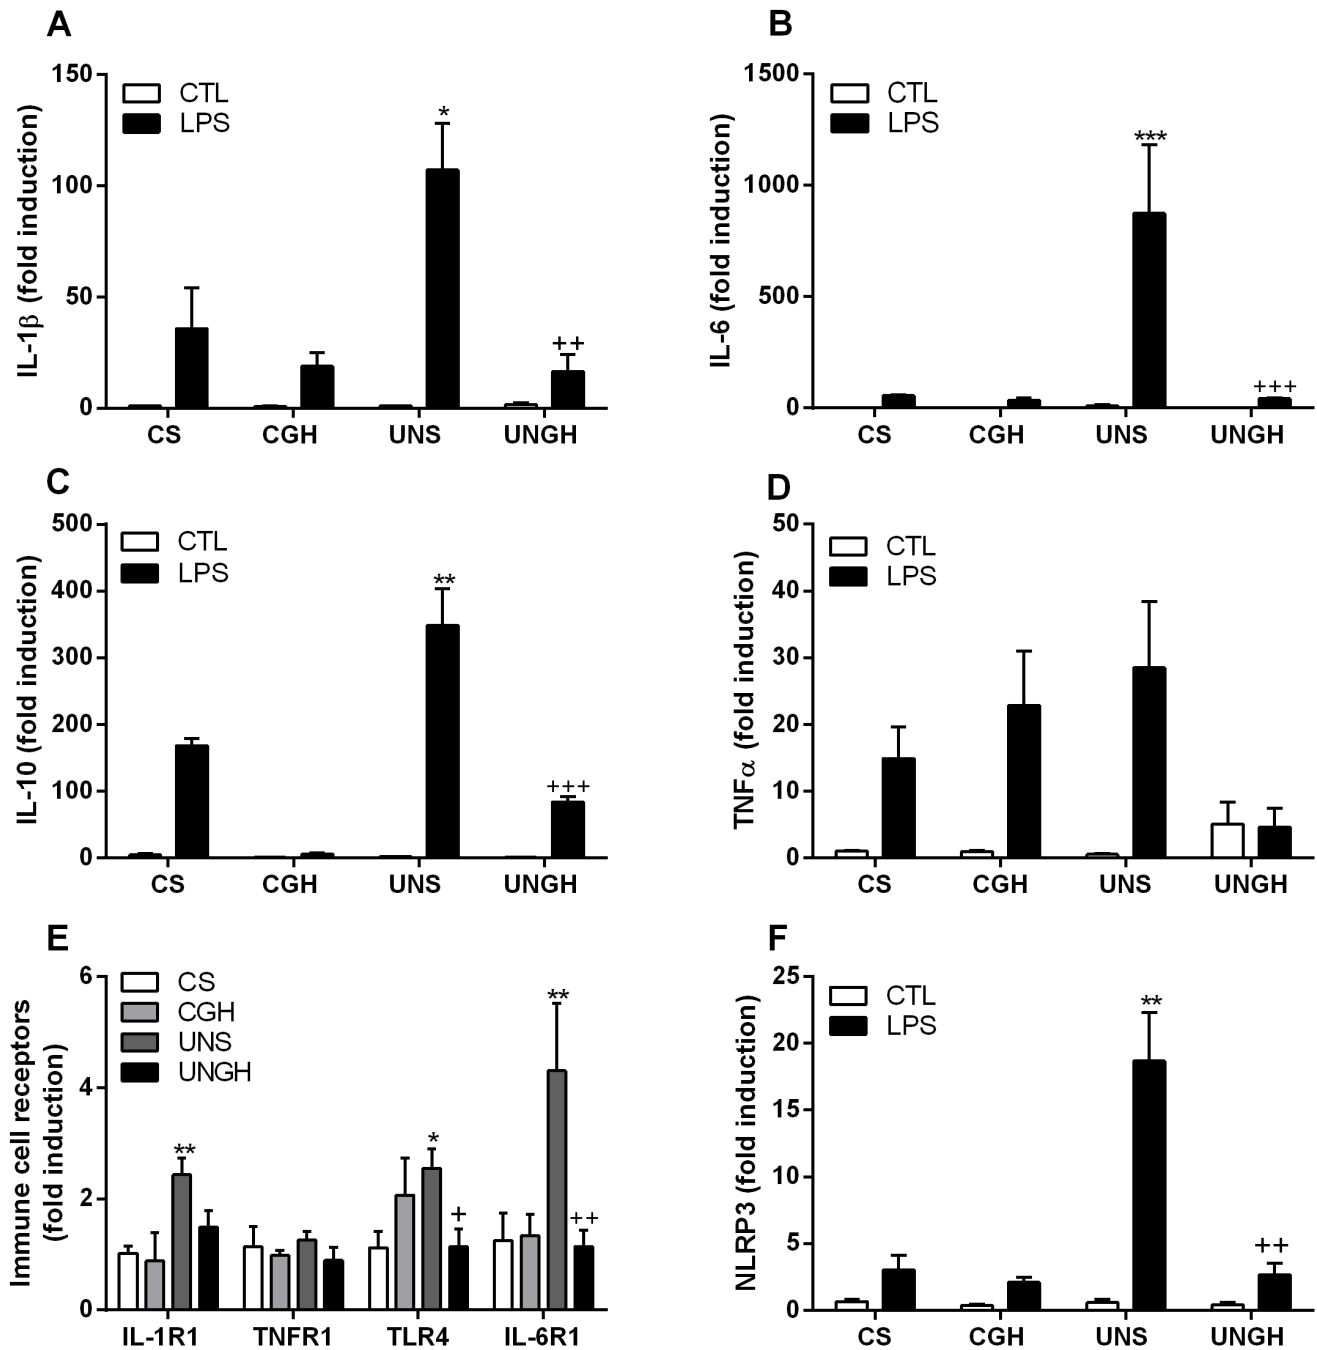 A
IL-1β (fold induction)
150
100
50
0
CTL
LPS
*
++
CS CGH UNS UNGH
B
IL-6 (fold induction)
1500
1000
500
0
CTL
LPS
***
+++
CS CGH UNS UNGH
C
IL-10 (fold induction)
500
400
300
200
100
0
CTL
LPS
**
+++
CS CGH UNS UNGH
D
TNFα (fold induction)
50
40
30
20
10
0
CTL
LPS
CS CGH UNS UNGH
E
Immune cell receptors
(fold induction)
6
4
2
0
CS
CGH
UNS
UNGH
**
*
+
**
++
IL-1R1 TNFR1 TLR4 IL-6R1
F
NLRP3 (fold induction)
25
20
15
10
5
0
CTL
LPS
**
++
CS CGH UNS UNGH